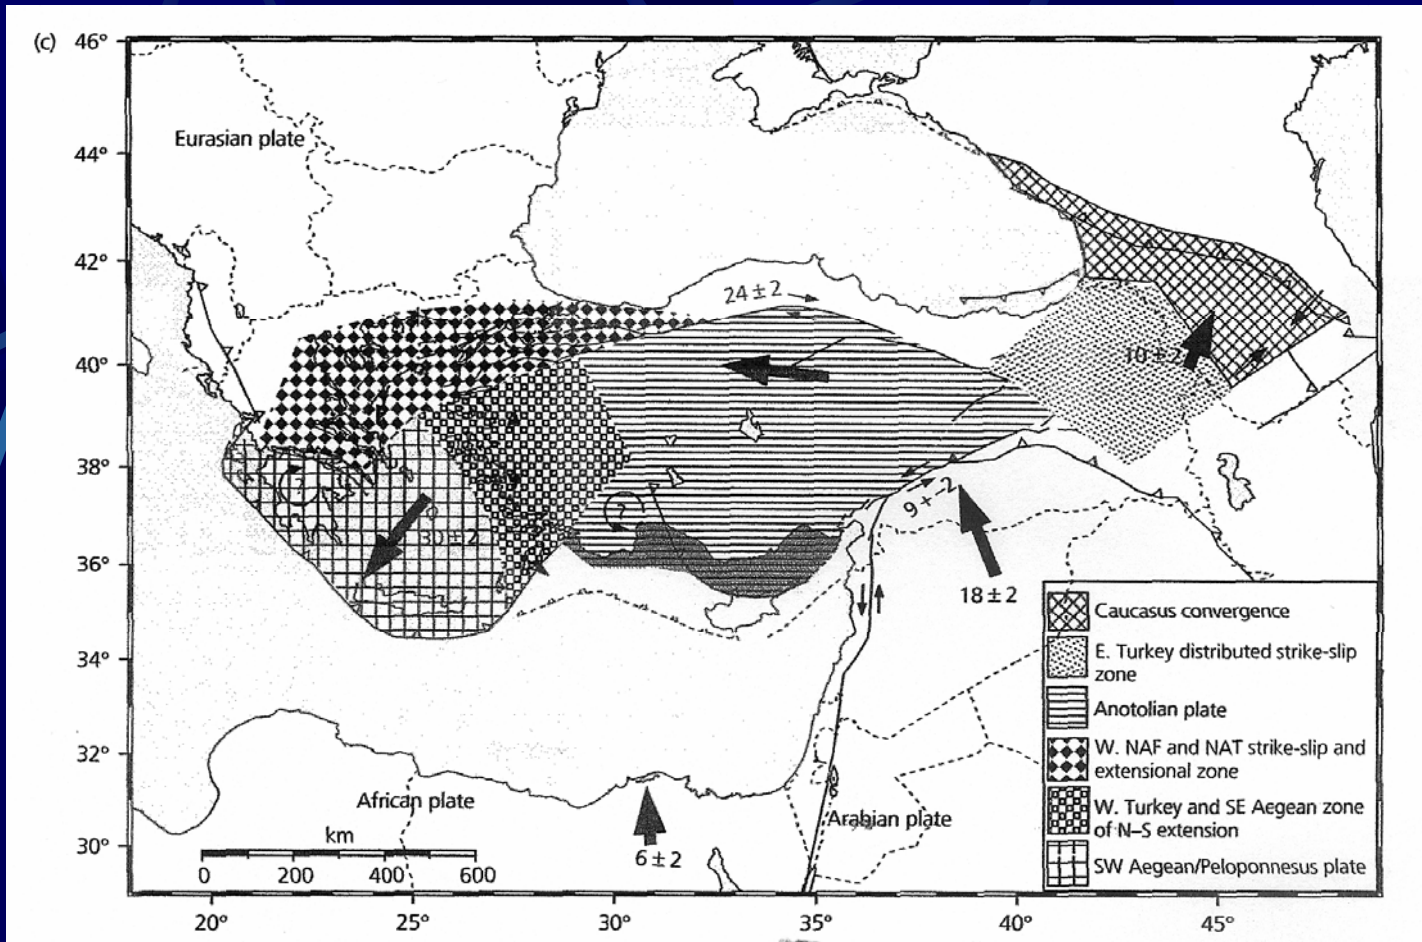 (c)
46°
44°
42°
40°
38°
36°
34°
32°
30°
20°
25°
30°
35°
40°
45°
Eurasian plate
24±2
10±2
?
30±2
?
9±2
18±2
African plate
6±2
Arabian plate
km
0 200 400 600
Caucasus convergence
E. Turkey distributed strike-slip
zone
Anotolian plate
W. NAF and NAT strike-slip and
extensional zone
W. Turkey and SE Aegean zone
of N–S extension
SW Aegean/Peloponnesus plate